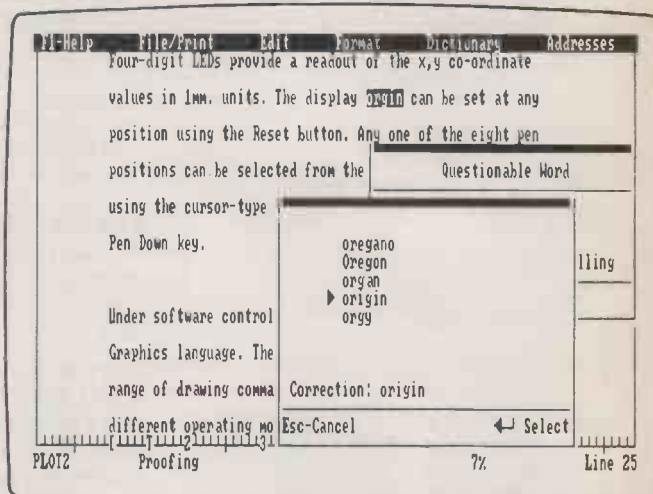 F1-Help File/Print Edit Format Dictionary Addresses
Four-digit LEDs provide a readout of the x,y co-ordinate
values in 1mm. units. The display orgin can be set at any
position using the Reset button. Any one of the eight pen
positions can be selected from the
Questionable Word
using the cursor-type
Pen Down key.
lling
oregano
Oregon
organ
origin
orgy
Under software control
Graphics language. The
range of drawing comma
Correction: origin
different operating mo
Esc-Cancel Select
PLOT2 Proofing 7% Line 25